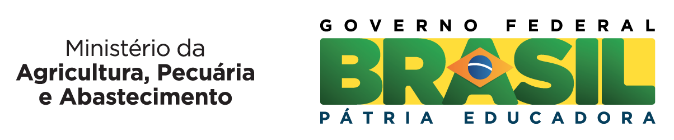 Ministério da
Agricultura, Pecuária
e Abastecimento
GOVERNO FEDERAL
BRASIL
PÁTRIA EDUCADORA